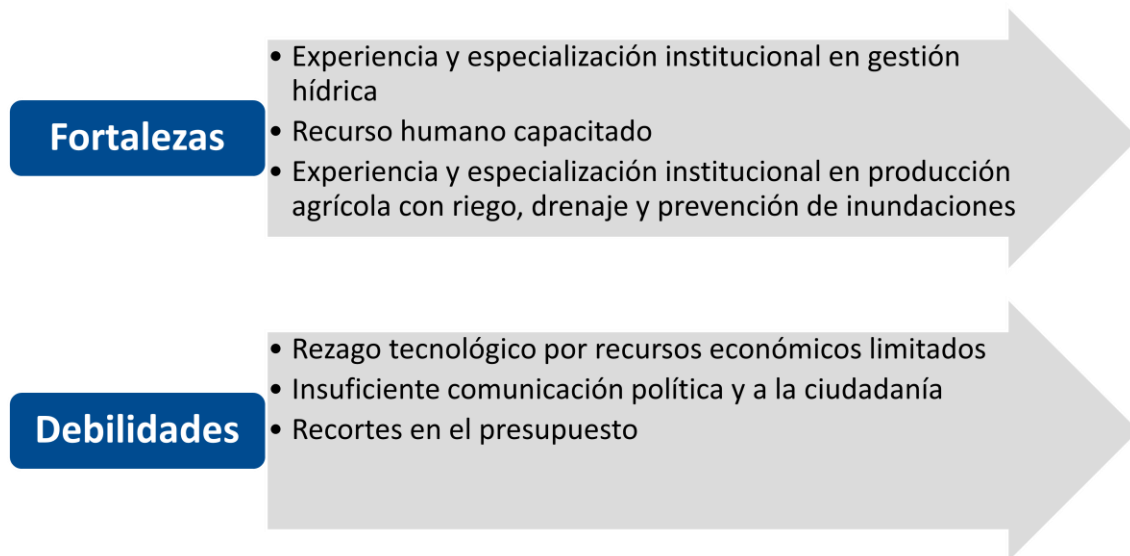 Fortalezas
• Experiencia y especialización institucional en gestión
hídrica
• Recurso humano capacitado
• Experiencia y especialización institucional en producción
agrícola con riego, drenaje y prevención de inundaciones
Debilidades
• Rezago tecnológico por recursos económicos limitados
• Insuficiente comunicación política y a la ciudadanía
• Recortes en el presupuesto